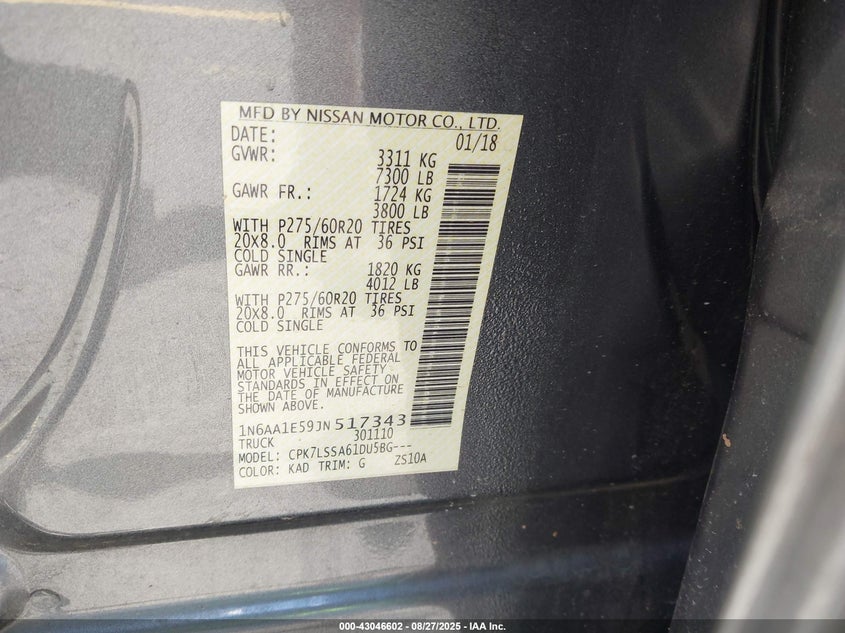 MFD BY NISSAN MOTOR CO., LTD.
DATE: 01/18
GVWR: 3311 KG
7300 LB
GAWR FR.: 1724 KG
3800 LB
WITH P275/60R20 TIRES
20X8.0 RIMS AT 36 PSI
COLD SINGLE
GAWR RR.: 1820 KG
4012 LB
WITH P275/60R20 TIRES
20X8.0 RIMS AT 36 PSI
COLD SINGLE
THIS VEHICLE CONFORMS TO
ALL APPLICABLE FEDERAL
MOTOR VEHICLE SAFETY
STANDARDS IN EFFECT ON
THE DATE OF MANUFACTURE
SHOWN ABOVE.
1N6AA1E59JN517343
TRUCK 301110
MODEL: CPK7LSSA61DU5BG---
COLOR: KAD TRIM: G ZS10A
000-43046602 - 08/27/2025 - IAA Inc.